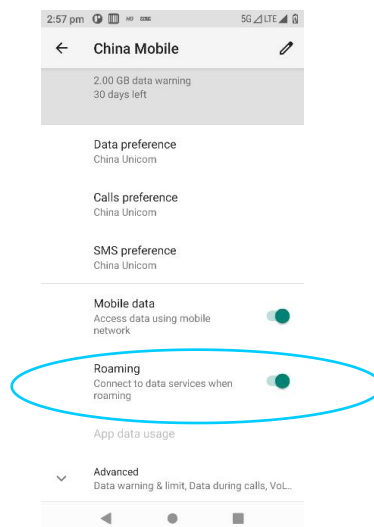 2:57 pm 5G LTE
China Mobile
2.00 GB data warning
30 days left
Data preference
China Unicom
Calls preference
China Unicom
SMS preference
China Unicom
Mobile data
Access data using mobile
network
Roaming
Connect to data services when
roaming
App data usage
Advanced
Data warning & limit, Data during calls, VoL...